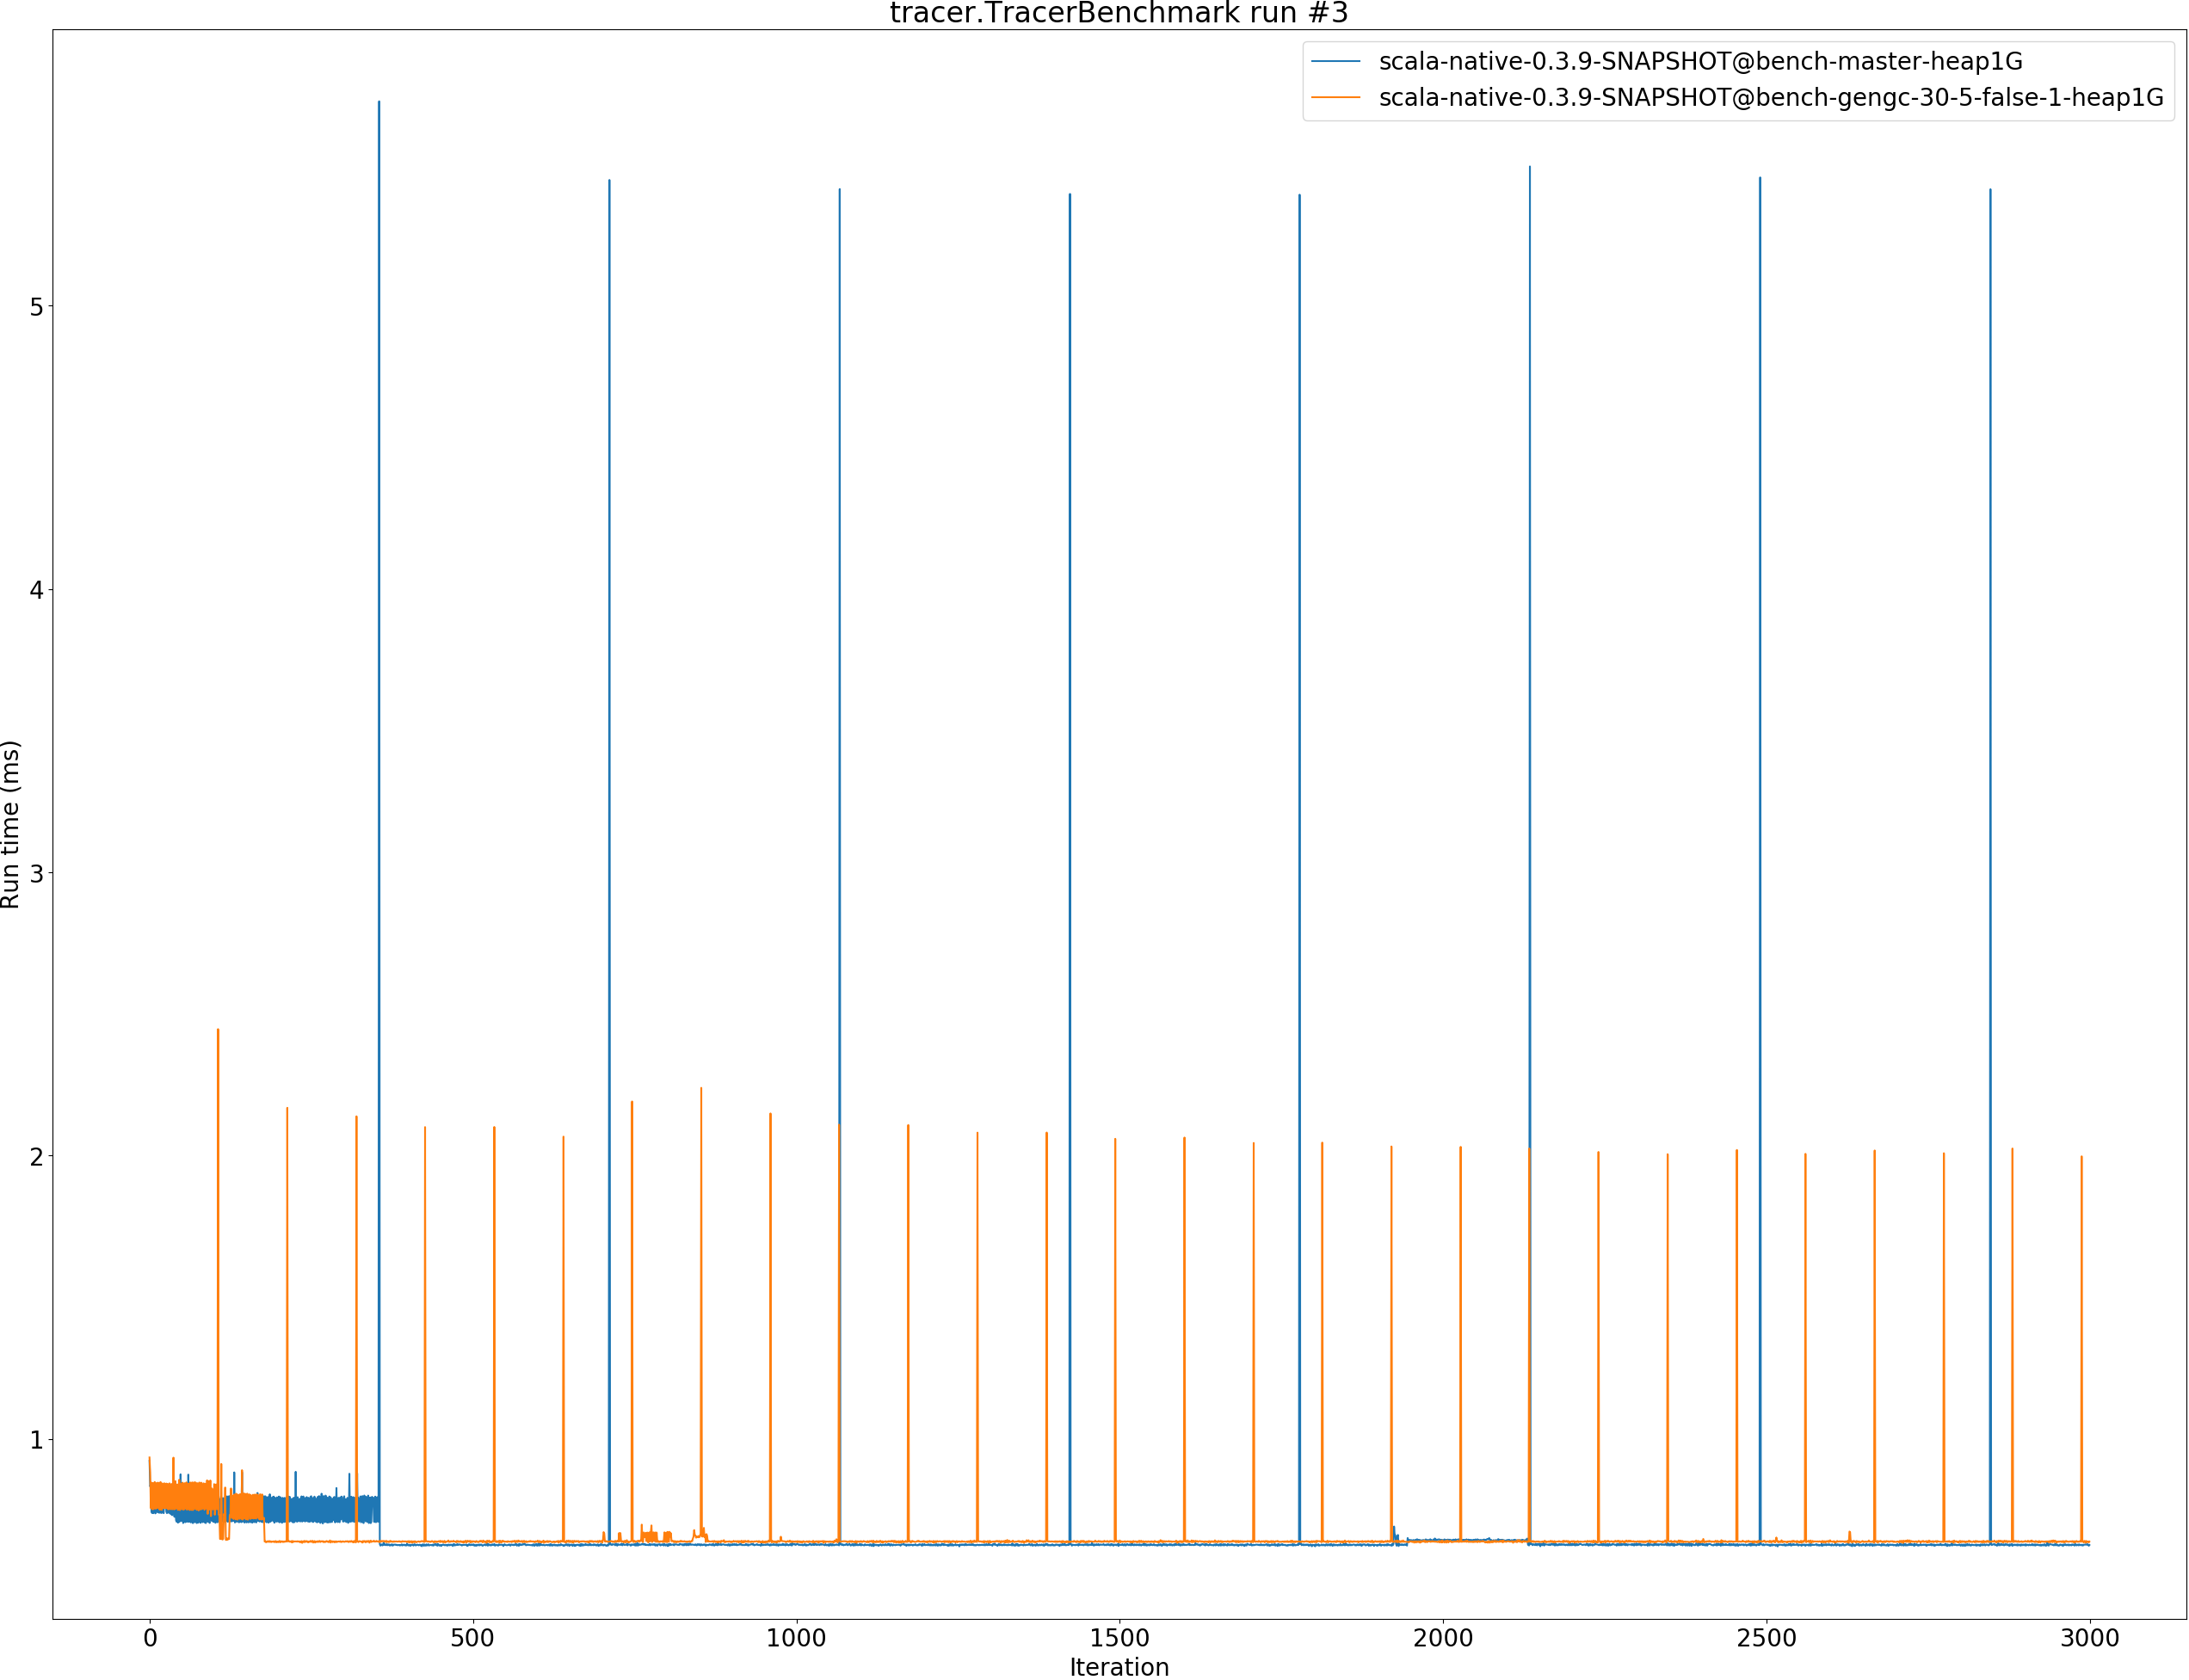 tracer.TracerBenchmark run #3
scala-native-0.3.9-SNAPSHOT@bench-master-heap1G
scala-native-0.3.9-SNAPSHOT@bench-gengc-30-5-false-1-heap1G
Run time (ms)
5
4
3
2
1
0
500
1000
1500
2000
2500
3000
Iteration